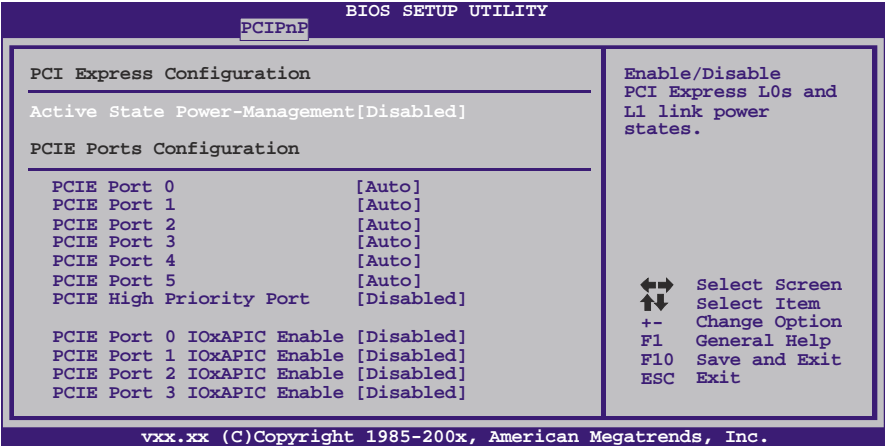 BIOS SETUP UTILITY
PCIPnP
PCI Express Configuration
Active State Power-Management[Disabled]
PCIE Ports Configuration
PCIE Port 0 [Auto]
PCIE Port 1 [Auto]
PCIE Port 2 [Auto]
PCIE Port 3 [Auto]
PCIE Port 4 [Auto]
PCIE Port 5 [Auto]
PCIE High Priority Port [Disabled]
PCIE Port 0 IOxAPIC Enable [Disabled]
PCIE Port 1 IOxAPIC Enable [Disabled]
PCIE Port 2 IOxAPIC Enable [Disabled]
PCIE Port 3 IOxAPIC Enable [Disabled]
Enable/Disable
PCI Express L0s and
L1 link power
states.
Select Screen
Select Item
+- Change Option
F1 General Help
F10 Save and Exit
ESC Exit
vxx.xx (C)Copyright 1985-200x, American Megatrends, Inc.